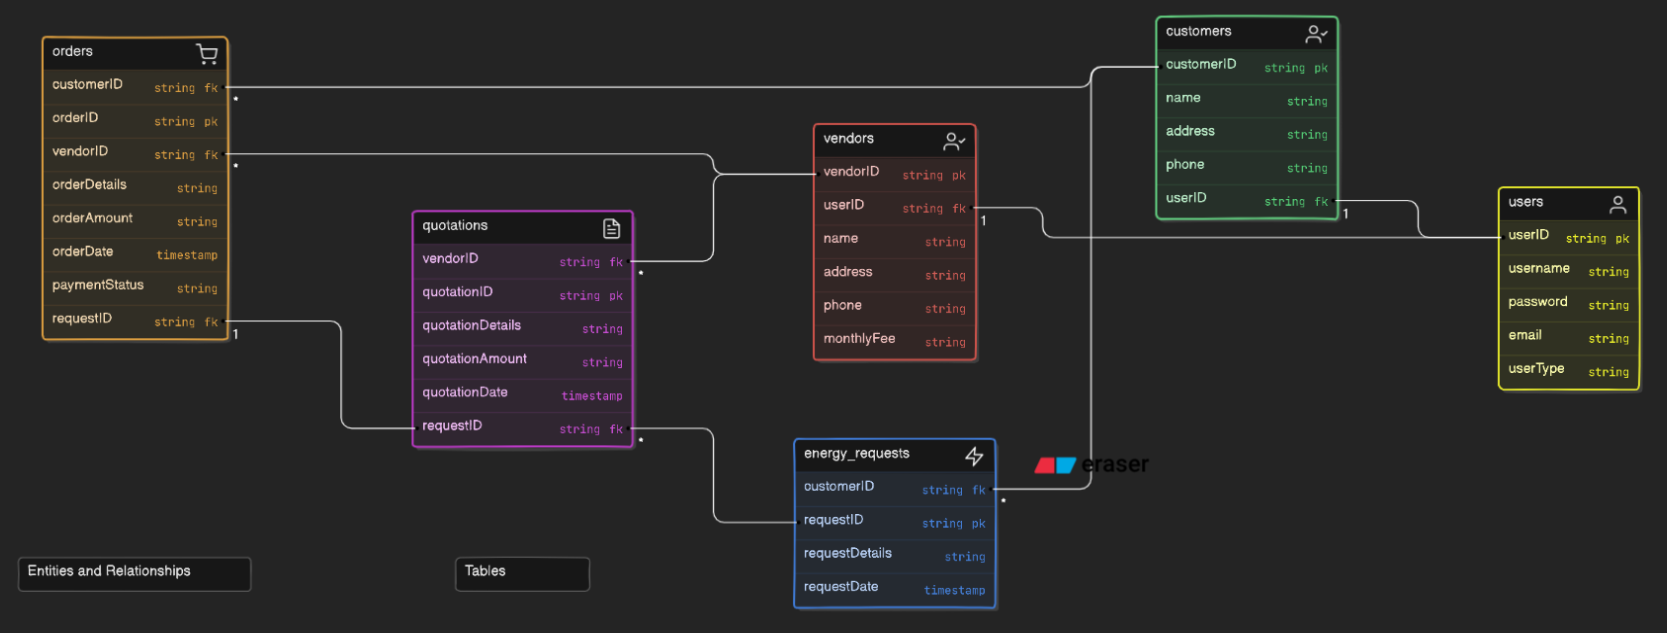 orders
customerID string fk
*
orderID string pk
vendorID string fk
*
orderDetails string
orderAmount string
orderDate timestamp
paymentStatus string
requestID string fk
1
quotations
vendorID string fk
*
quotationID string pk
quotationDetails string
quotationAmount string
quotationDate timestamp
requestID string fk
*
vendors
vendorID string pk
userID string fk
1
name string
address string
phone string
monthlyFee string
energy_requests
customerID string fk
*
requestID string pk
requestDetails string
requestDate timestamp
eraser
customers
customerID string pk
name string
address string
phone string
userID string fk
1
users
userID string pk
username string
password string
email string
userType string
Entities and Relationships
Tables